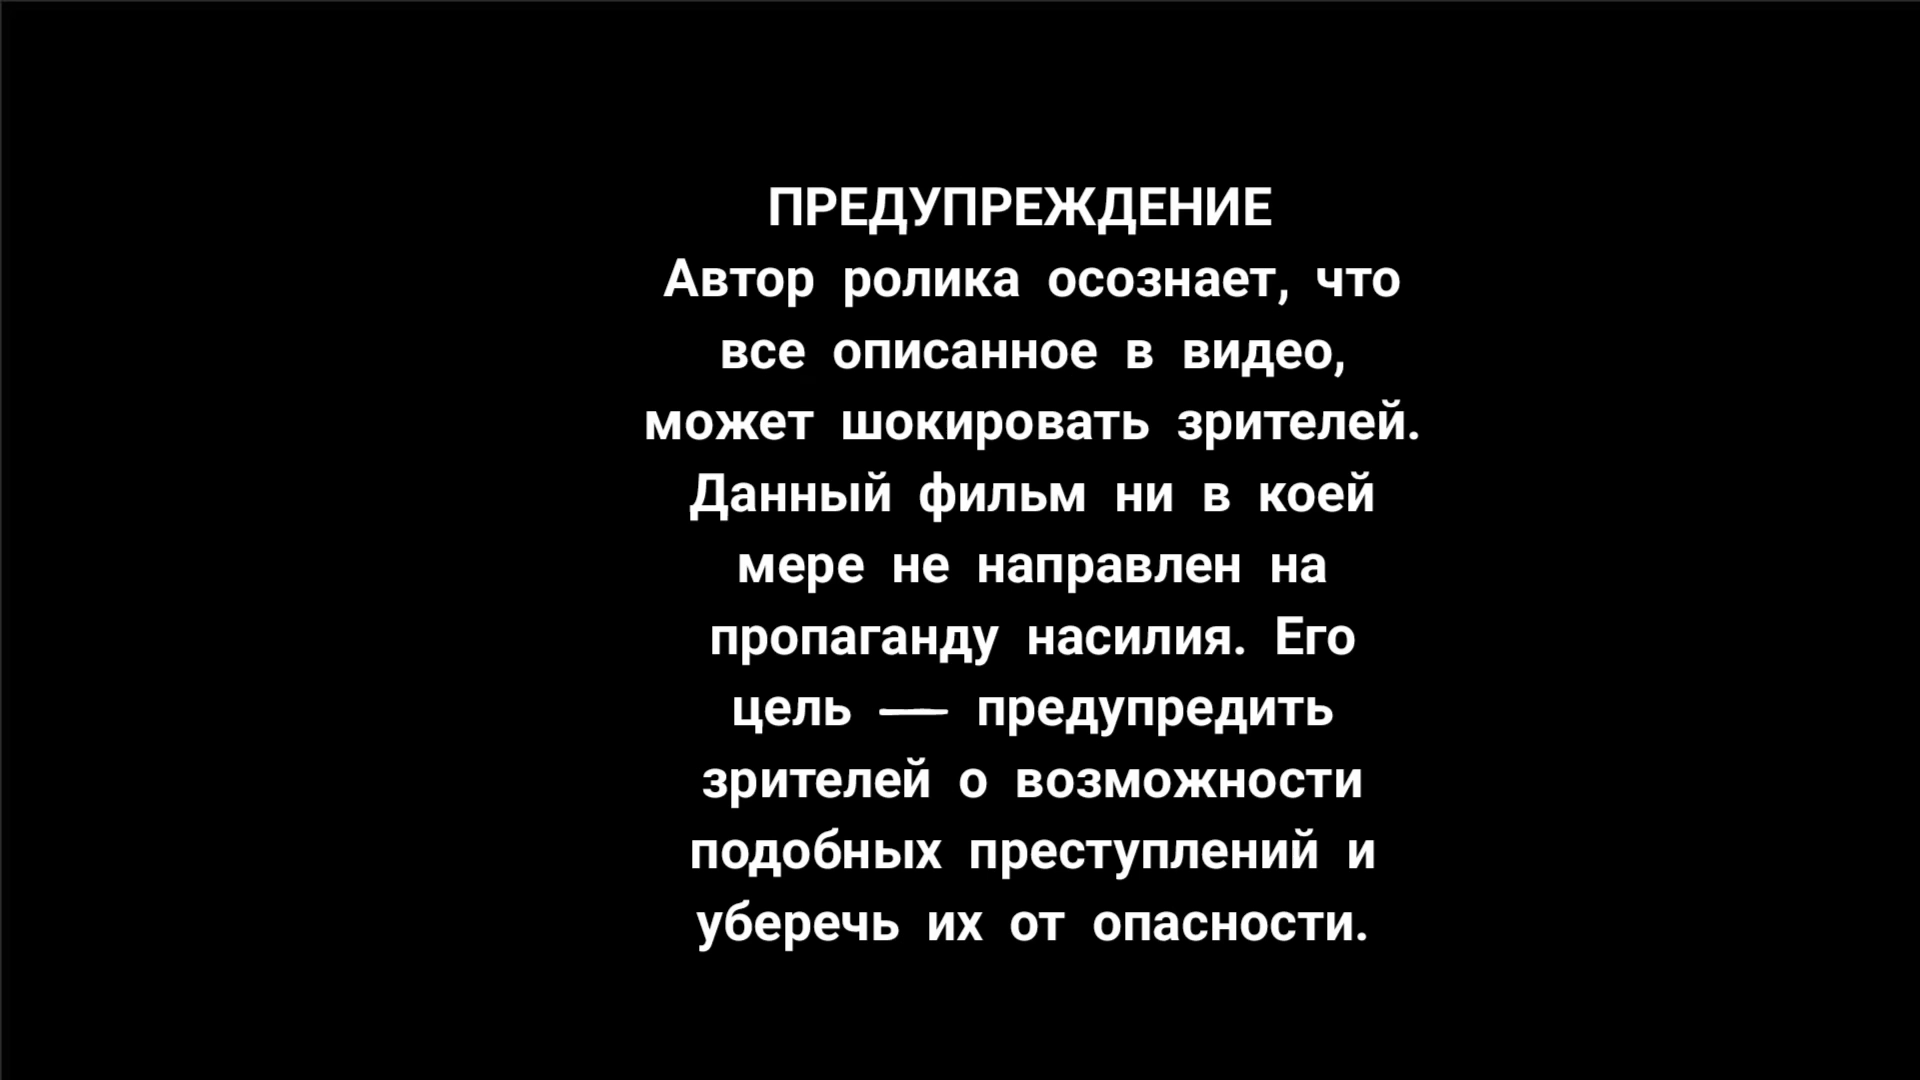 ПРЕДУПРЕЖДЕНИЕ
Автор ролика осознает, что
все описанное в видео,
может шокировать зрителей.
Данный фильм ни в коей
мере не направлен на
пропаганду насилия. Его
цель — предупредить
зрителей о возможности
подобных преступлений и
уберечь их от опасности.